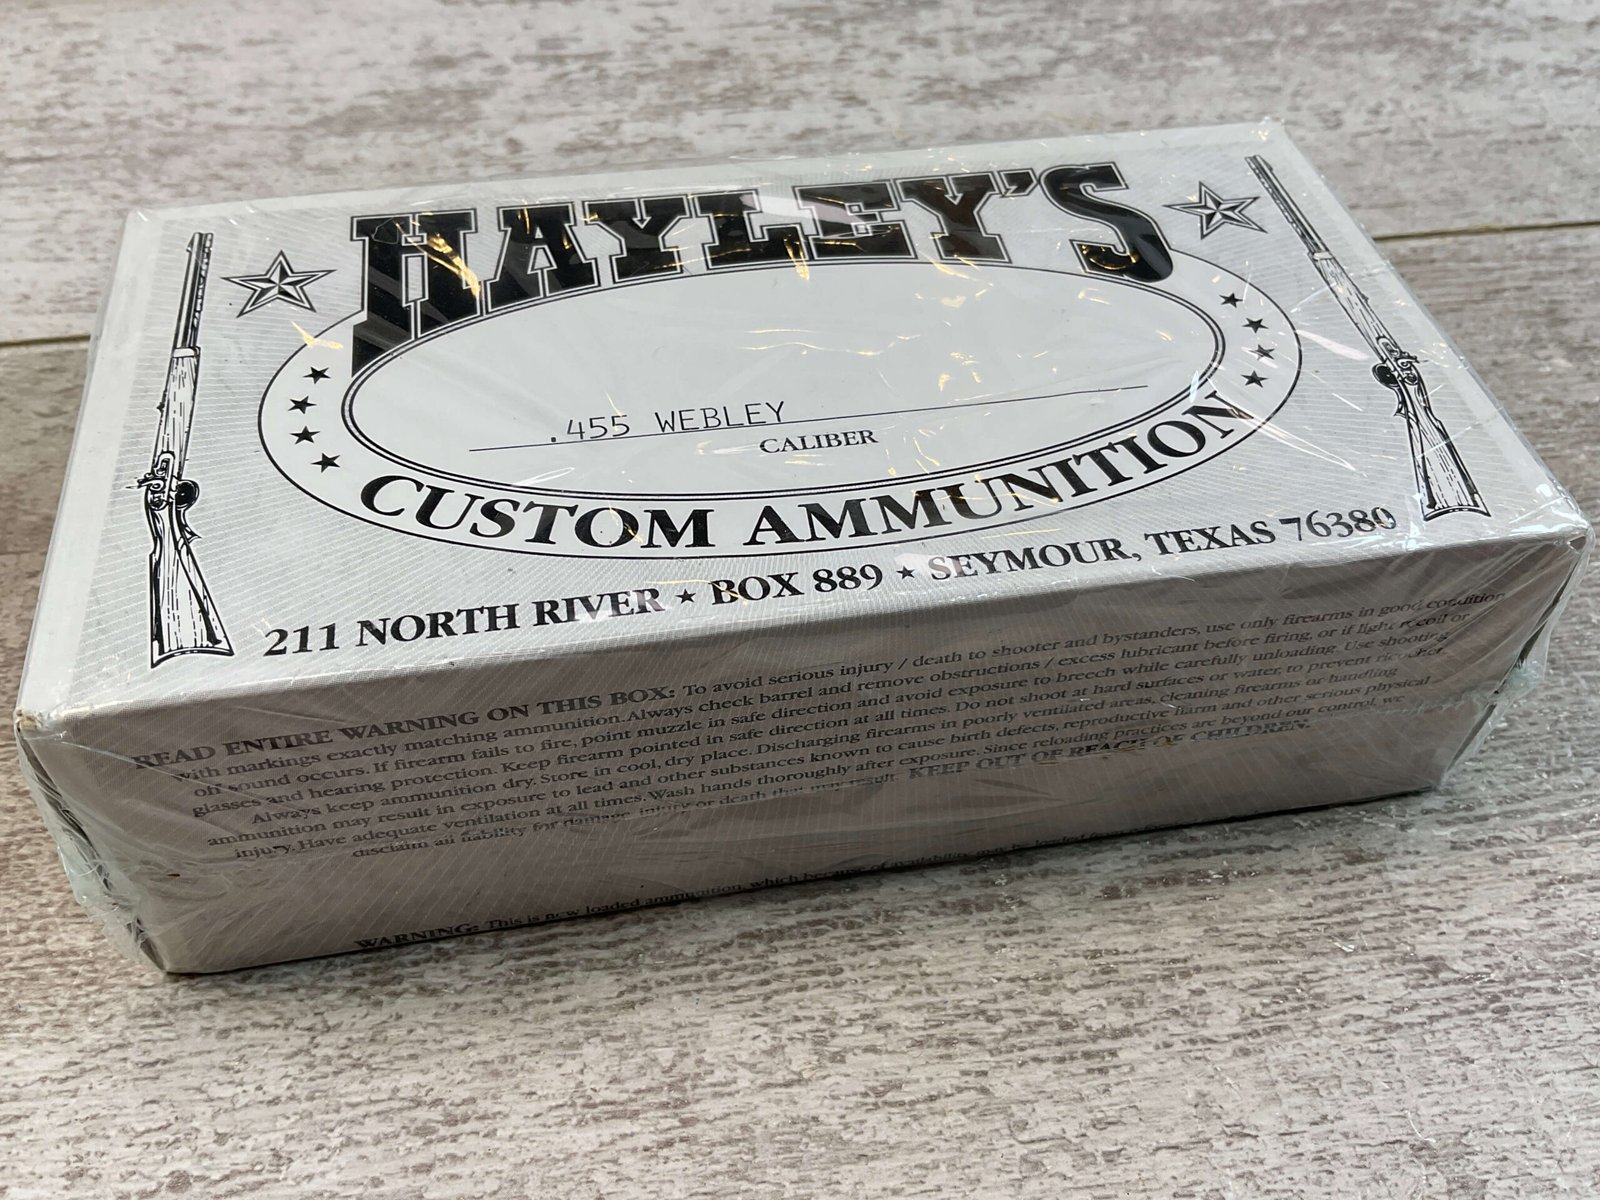 HAYLEY'S
.455 WEBLEY
CALIBER
CUSTOM AMMUNITION
211 NORTH RIVER ★ BOX 889 ★ SEYMOUR, TEXAS 76380
READ ENTIRE WARNING ON THIS BOX: To avoid serious injury / death to shooter and bystanders, use only firearms in good condition
with markings exactly matching ammunition. Always check barrel and remove obstructions / excess lubricant before firing, or if light recoil or
off sound occurs. If firearm fails to fire, point muzzle in safe direction and avoid exposure to breech while carefully unloading. Use shooting
glasses and hearing protection. Keep firearm pointed in safe direction at all times. Do not shoot at hard surfaces or water, to prevent ricochet.
Always keep ammunition dry. Store in cool, dry place. Discharging firearms in poorly ventilated areas, cleaning firearms or handling
ammunition may result in exposure to lead and other substances known to cause birth defects, reproductive harm and other serious physical
injury. Have adequate ventilation at all times. Wash hands thoroughly after exposure. Since reloading practices are beyond our control, we
disclaim all liability for damage, injury or death that may result. KEEP OUT OF REACH OF CHILDREN.
WARNING: This is new loaded ammunition, which because of availability, may be loaded